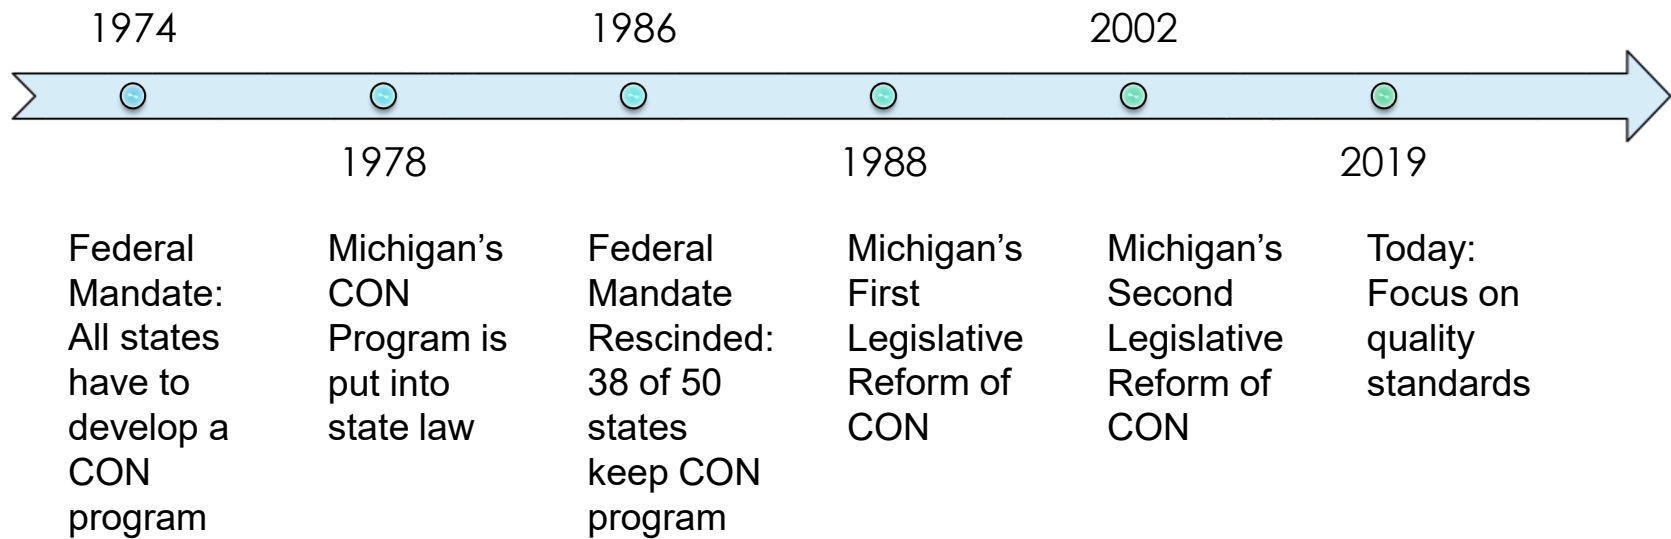 1974
1986
2002
1978
1988
2019
Federal
Mandate:
All states
have to
develop a
CON
program
Michigan’s
CON
Program is
put into
state law
Federal
Mandate
Rescinded:
38 of 50
states
keep CON
program
Michigan’s
First
Legislative
Reform of
CON
Michigan’s
Second
Legislative
Reform of
CON
Today:
Focus on
quality
standards